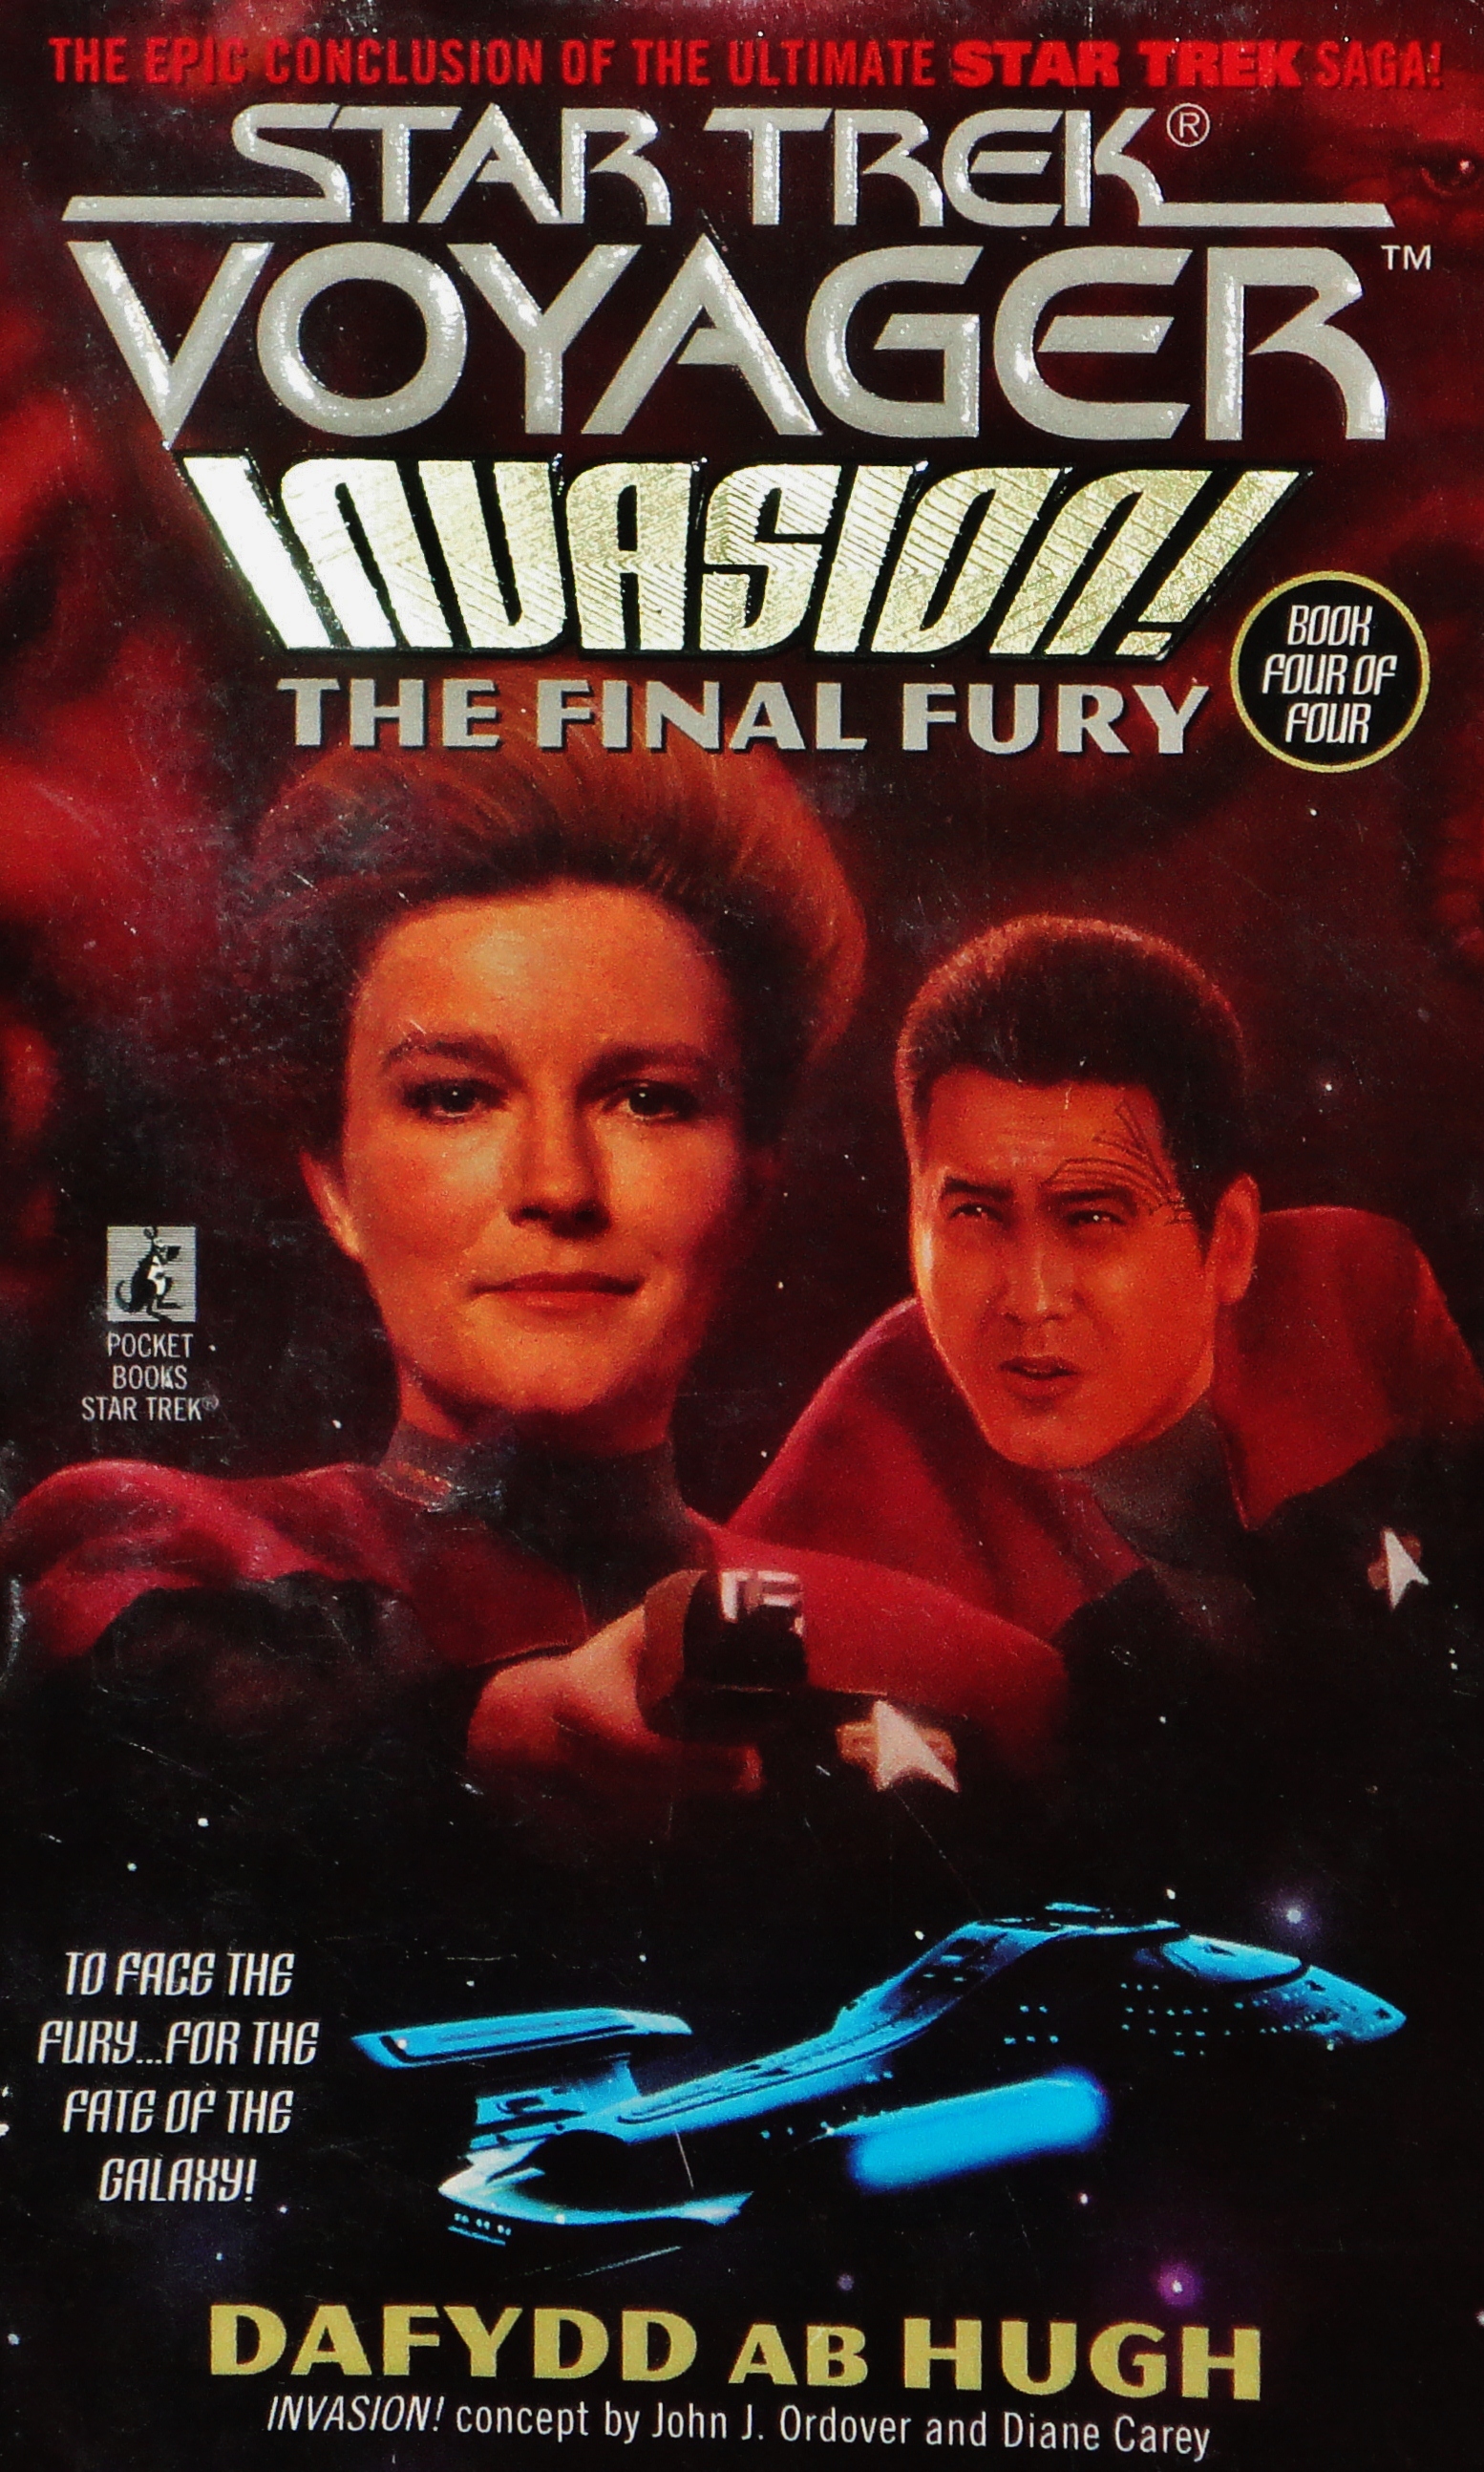 THE EPIC CONCLUSION OF THE ULTIMATE STAR TREK SAGA!
STAR TREK®
VOYAGER™
INVASION!
BOOK
FOUR OF
FOUR
THE FINAL FURY
POCKET
BOOKS
STAR TREK®
TO FACE THE
FURY...FOR THE
FATE OF THE
GALAXY!
DAFYDD AB HUGH
INVASION! concept by John J. Ordover and Diane Carey